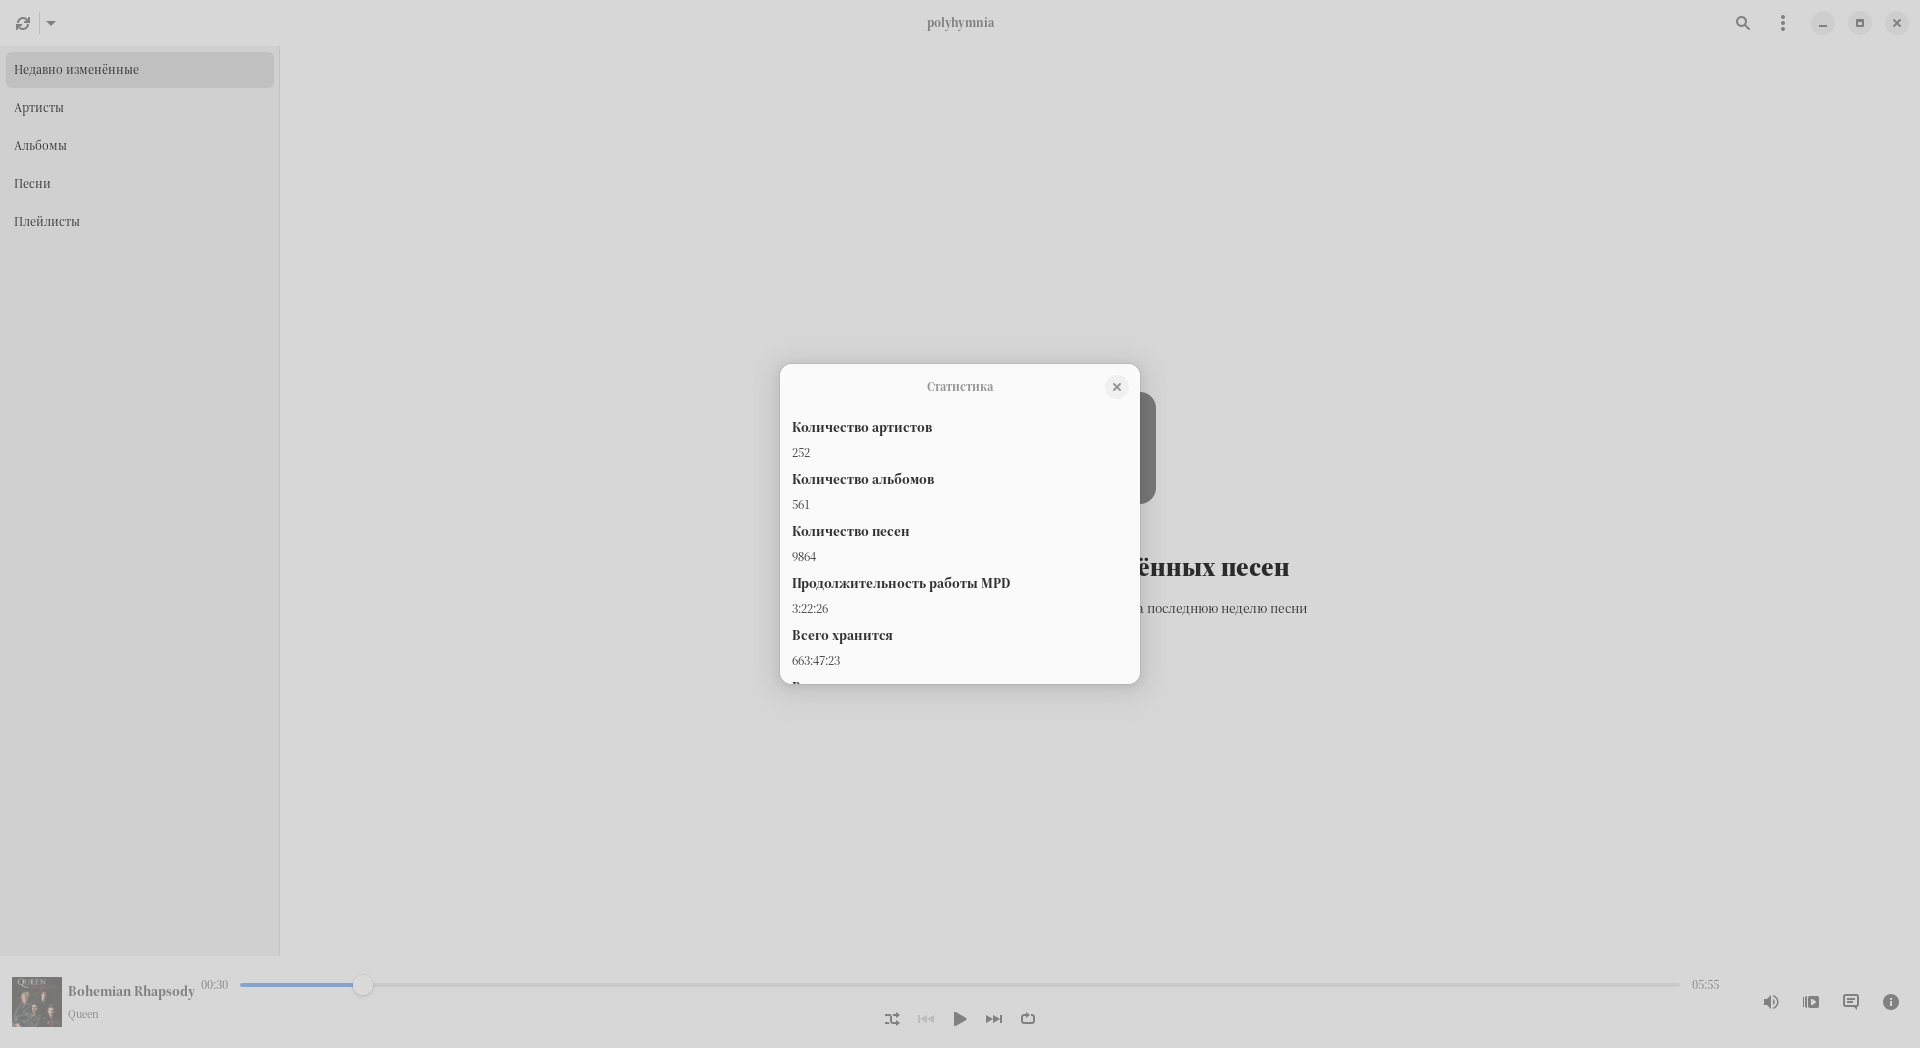 polyhymnia
Недавно изменённые
Артисты
Альбомы
Песни
Плейлисты
Статистика
Количество артистов
252
Количество альбомов
561
Количество песен
9864
Продолжительность работы MPD
3:22:26
Всего хранится
663:47:23
ённых песен
а последнюю неделю песни
QUEEN
Bohemian Rhapsody
Queen
00:30
05:55